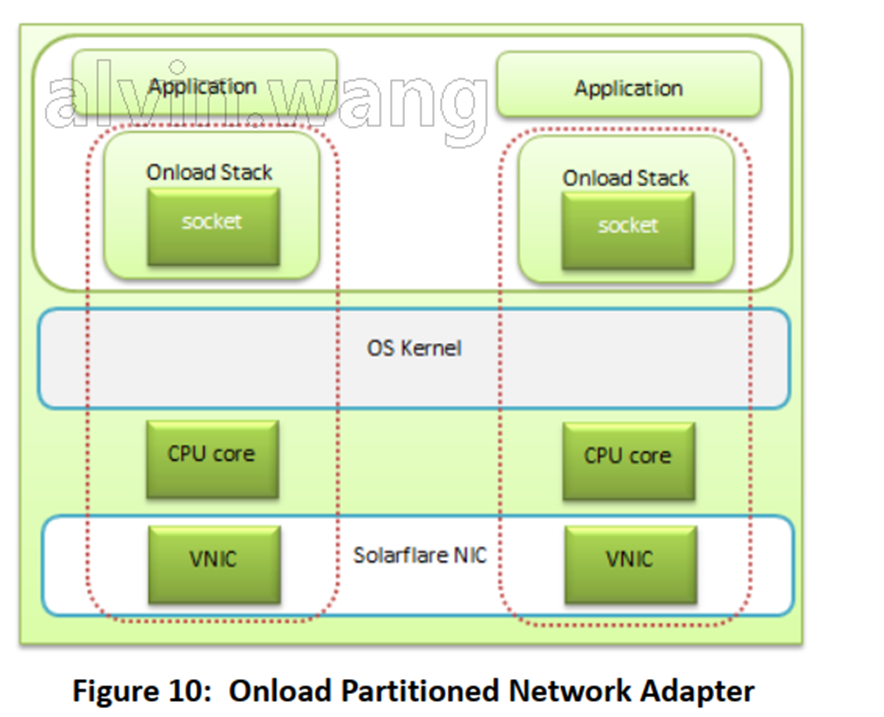 alvin.wang
Application
Application
Onload Stack
Onload Stack
socket
socket
OS Kernel
CPU core
CPU core
VNIC
Solarflare NIC
VNIC
Figure 10:  Onload Partitioned Network Adapter